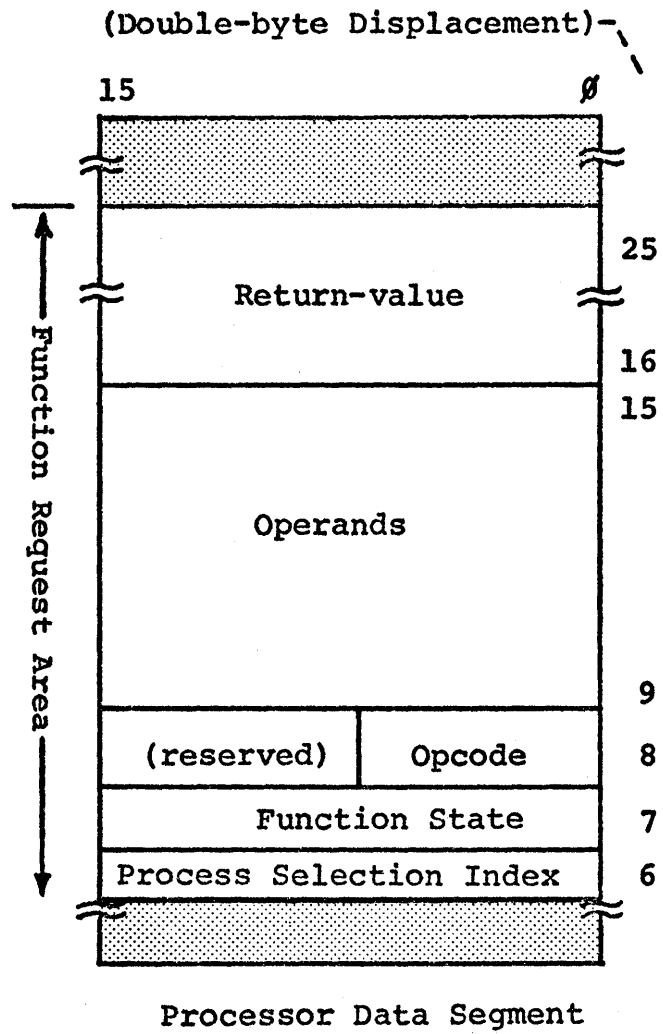 (Double-byte Displacement)
15 Ø
25
Return-value
16
15
Operands
Function Request Area
9
(reserved) Opcode 8
Function State 7
Process Selection Index 6
Processor Data Segment